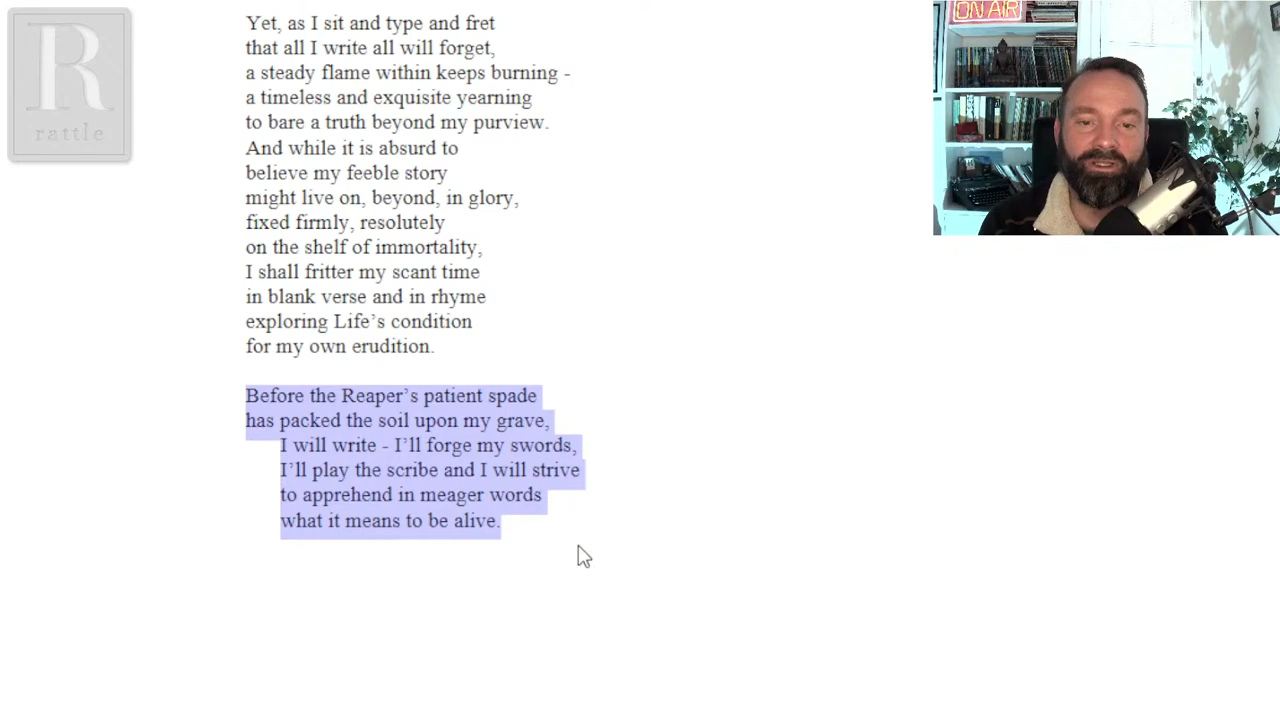 R
rattle
ON AIR
Yet, as I sit and type and fret
that all I write all will forget,
a steady flame within keeps burning -
a timeless and exquisite yearning
to bare a truth beyond my purview.
And while it is absurd to
believe my feeble story
might live on, beyond, in glory,
fixed firmly, resolutely
on the shelf of immortality,
I shall fritter my scant time
in blank verse and in rhyme
exploring Life’s condition
for my own erudition.
Before the Reaper’s patient spade
has packed the soil upon my grave,
I will write - I’ll forge my swords,
I’ll play the scribe and I will strive
to apprehend in meager words
what it means to be alive.